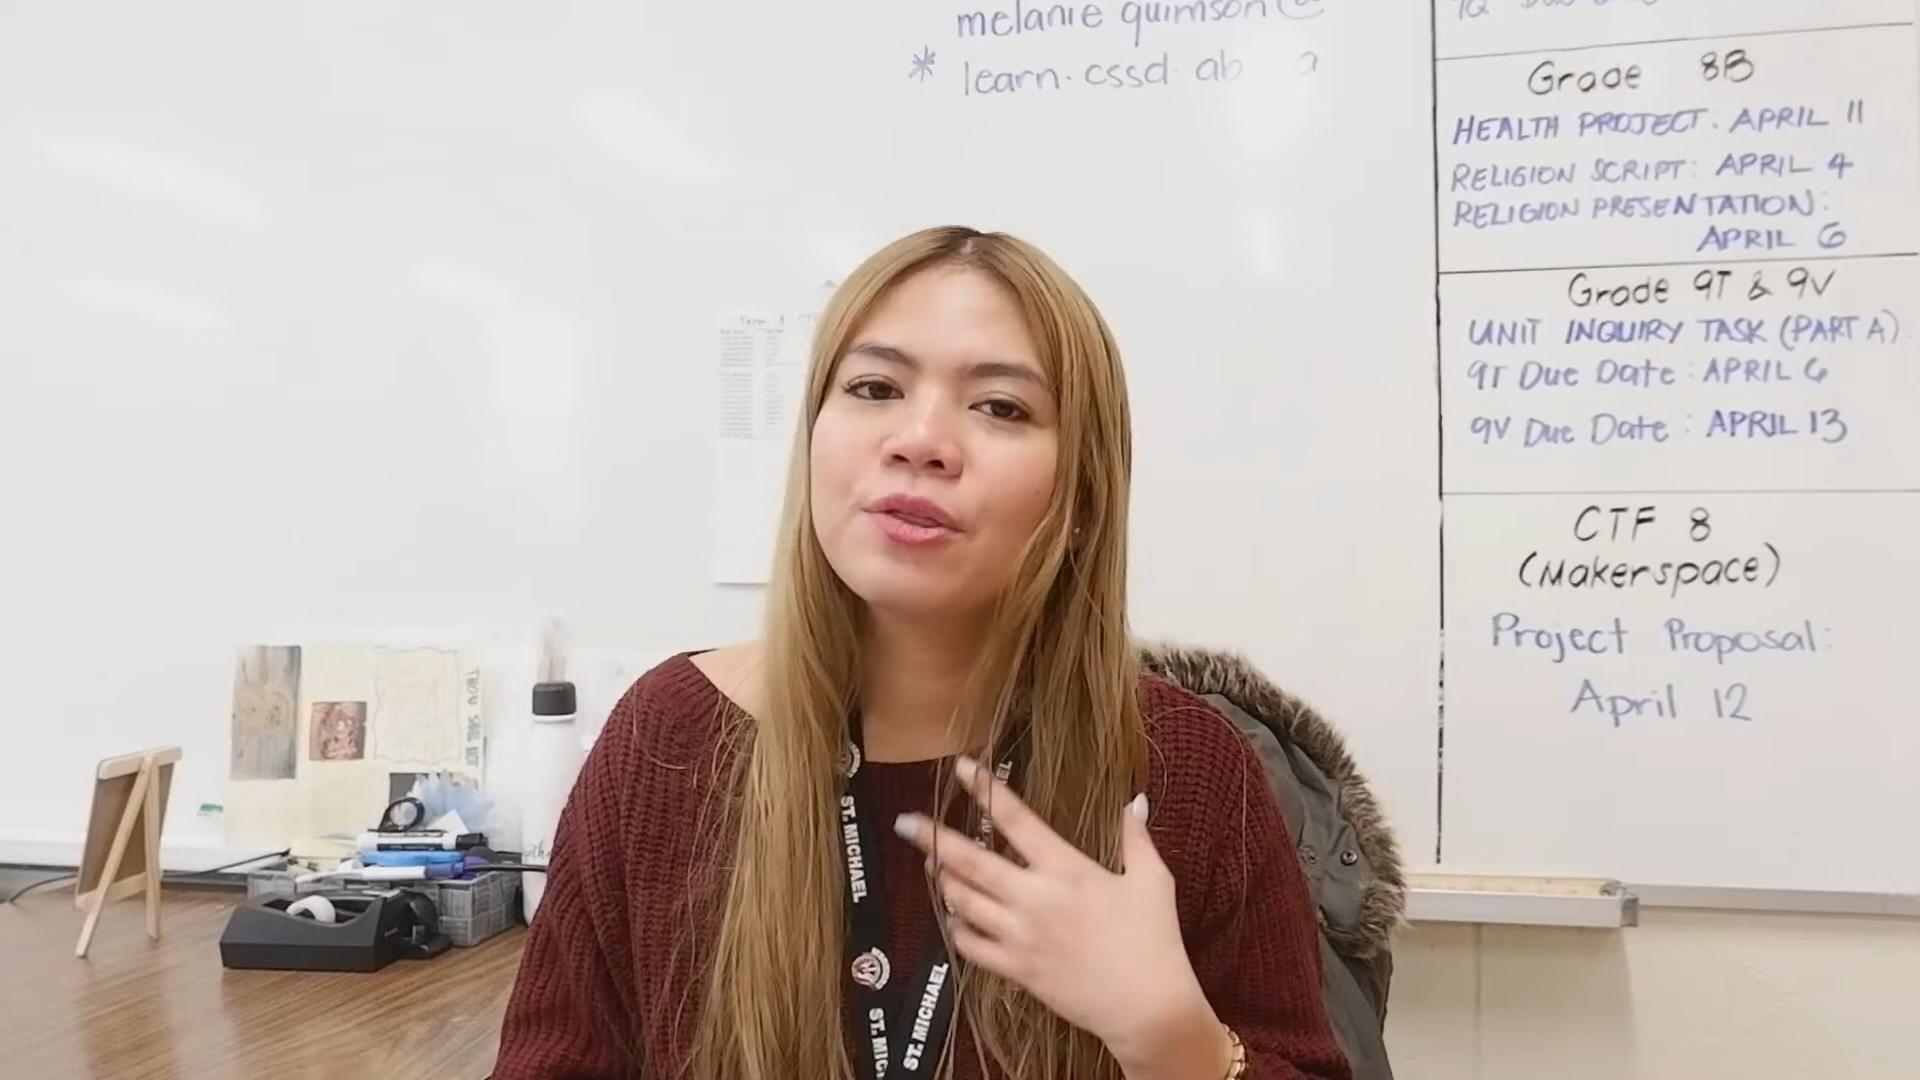 melanie quimson@
* learn.cssd.ab a
Grade 8B
HEALTH PROJECT: APRIL 11
RELIGION SCRIPT: APRIL 4
RELIGION PRESENTATION:
APRIL 6
Grade 9T & 9V
UNIT INQUIRY TASK (PART A)
9T Due Date: APRIL 6
9V Due Date: APRIL 13
CTF 8
(Makerspace)
Project Proposal:
April 12
ST. MICHAEL
ST. MICHAEL